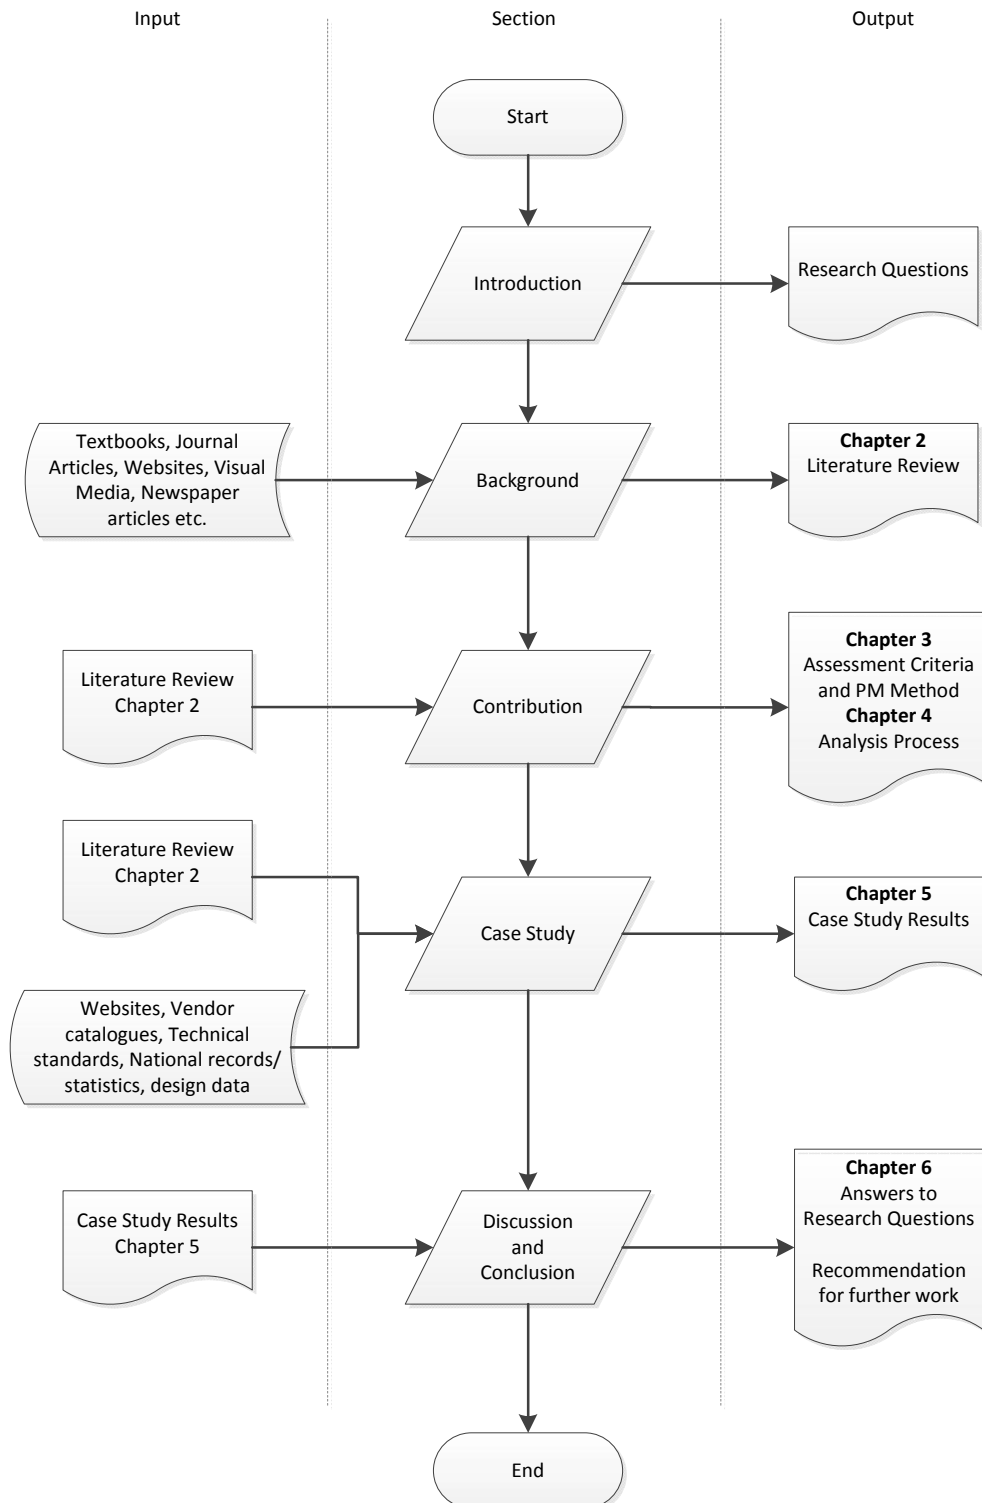 Input
Section
Output
Start
Introduction
Research Questions
Textbooks, Journal
Articles, Websites, Visual
Media, Newspaper
articles etc.
Background
Chapter 2
Literature Review
Literature Review
Chapter 2
Contribution
Chapter 3
Assessment Criteria
and PM Method
Chapter 4
Analysis Process
Literature Review
Chapter 2
Websites, Vendor
catalogues, Technical
standards, National records/
statistics, design data
Case Study
Chapter 5
Case Study Results
Case Study Results
Chapter 5
Discussion
and
Conclusion
Chapter 6
Answers to
Research Questions
Recommendation
for further work
End